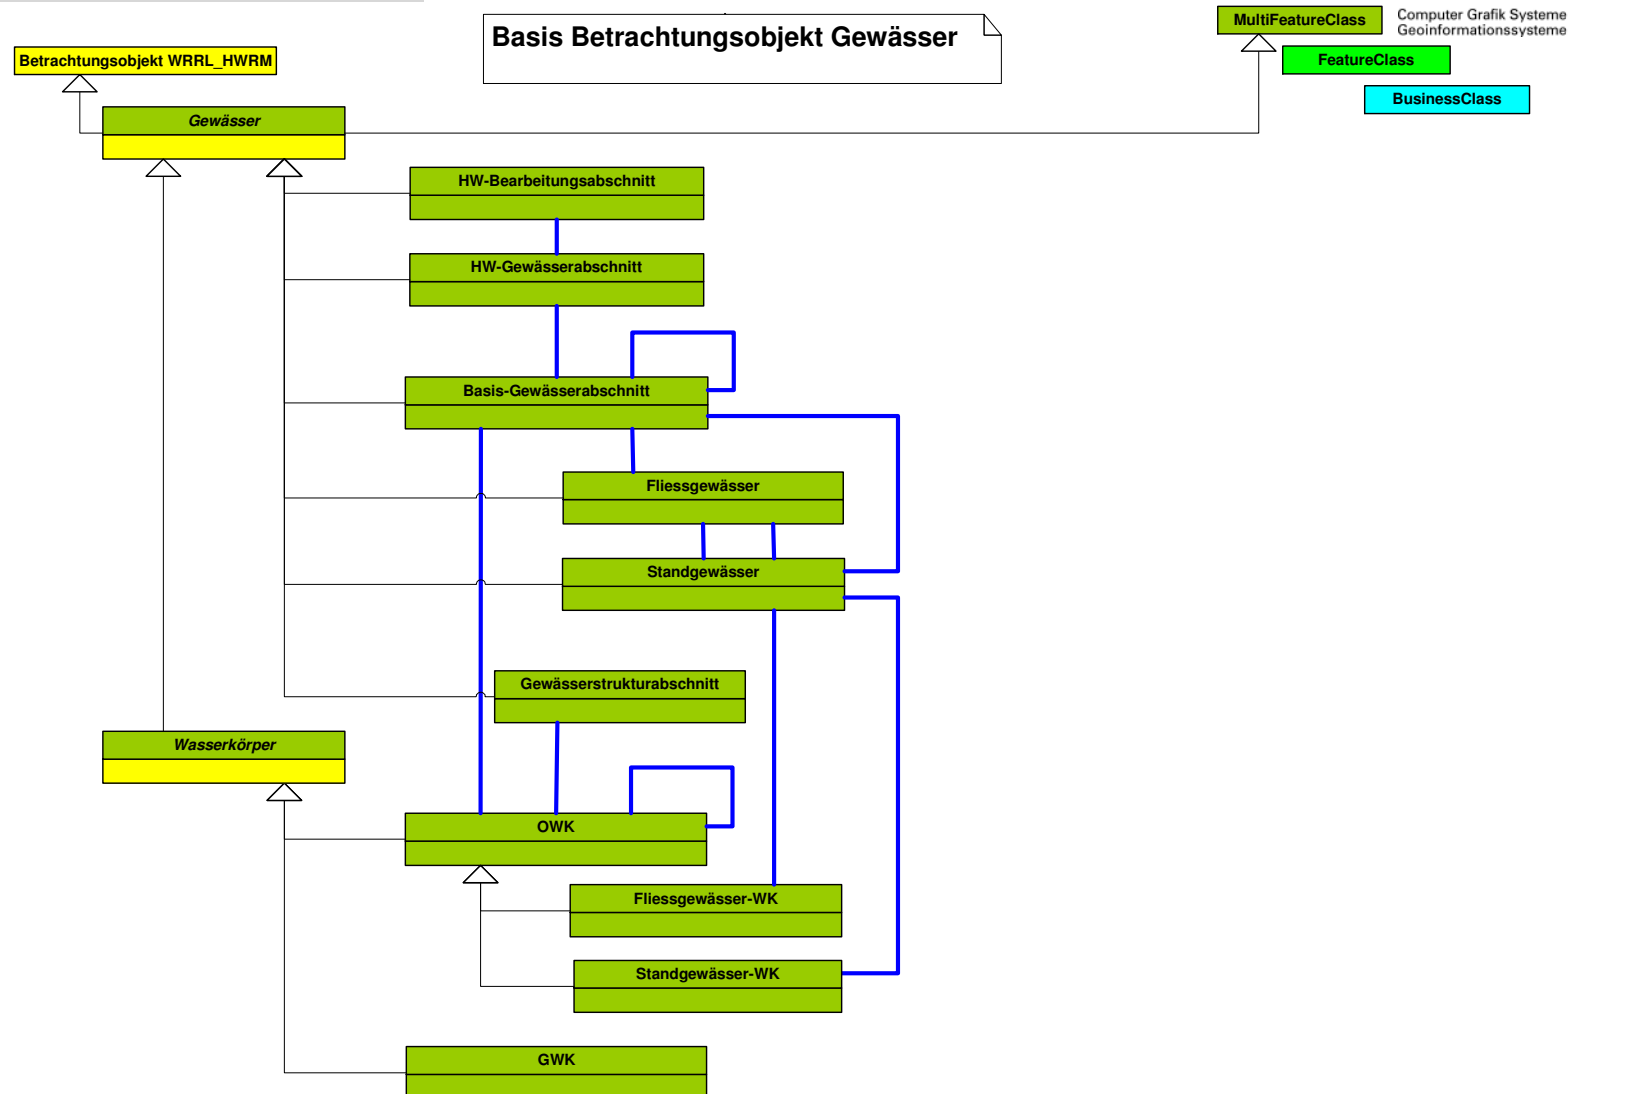 Basis Betrachtungsobjekt Gewässer
MultiFeatureClass
Computer Grafik Systeme
Geoinformationssysteme
FeatureClass
BusinessClass
Betrachtungsobjekt WRRL_HWRM
Gewässer
HW-Bearbeitungsabschnitt
HW-Gewässerabschnitt
Basis-Gewässerabschnitt
Fliessgewässer
Standgewässer
Gewässerstrukturabschnitt
Wasserkörper
OWK
Fliessgewässer-WK
Standgewässer-WK
GWK